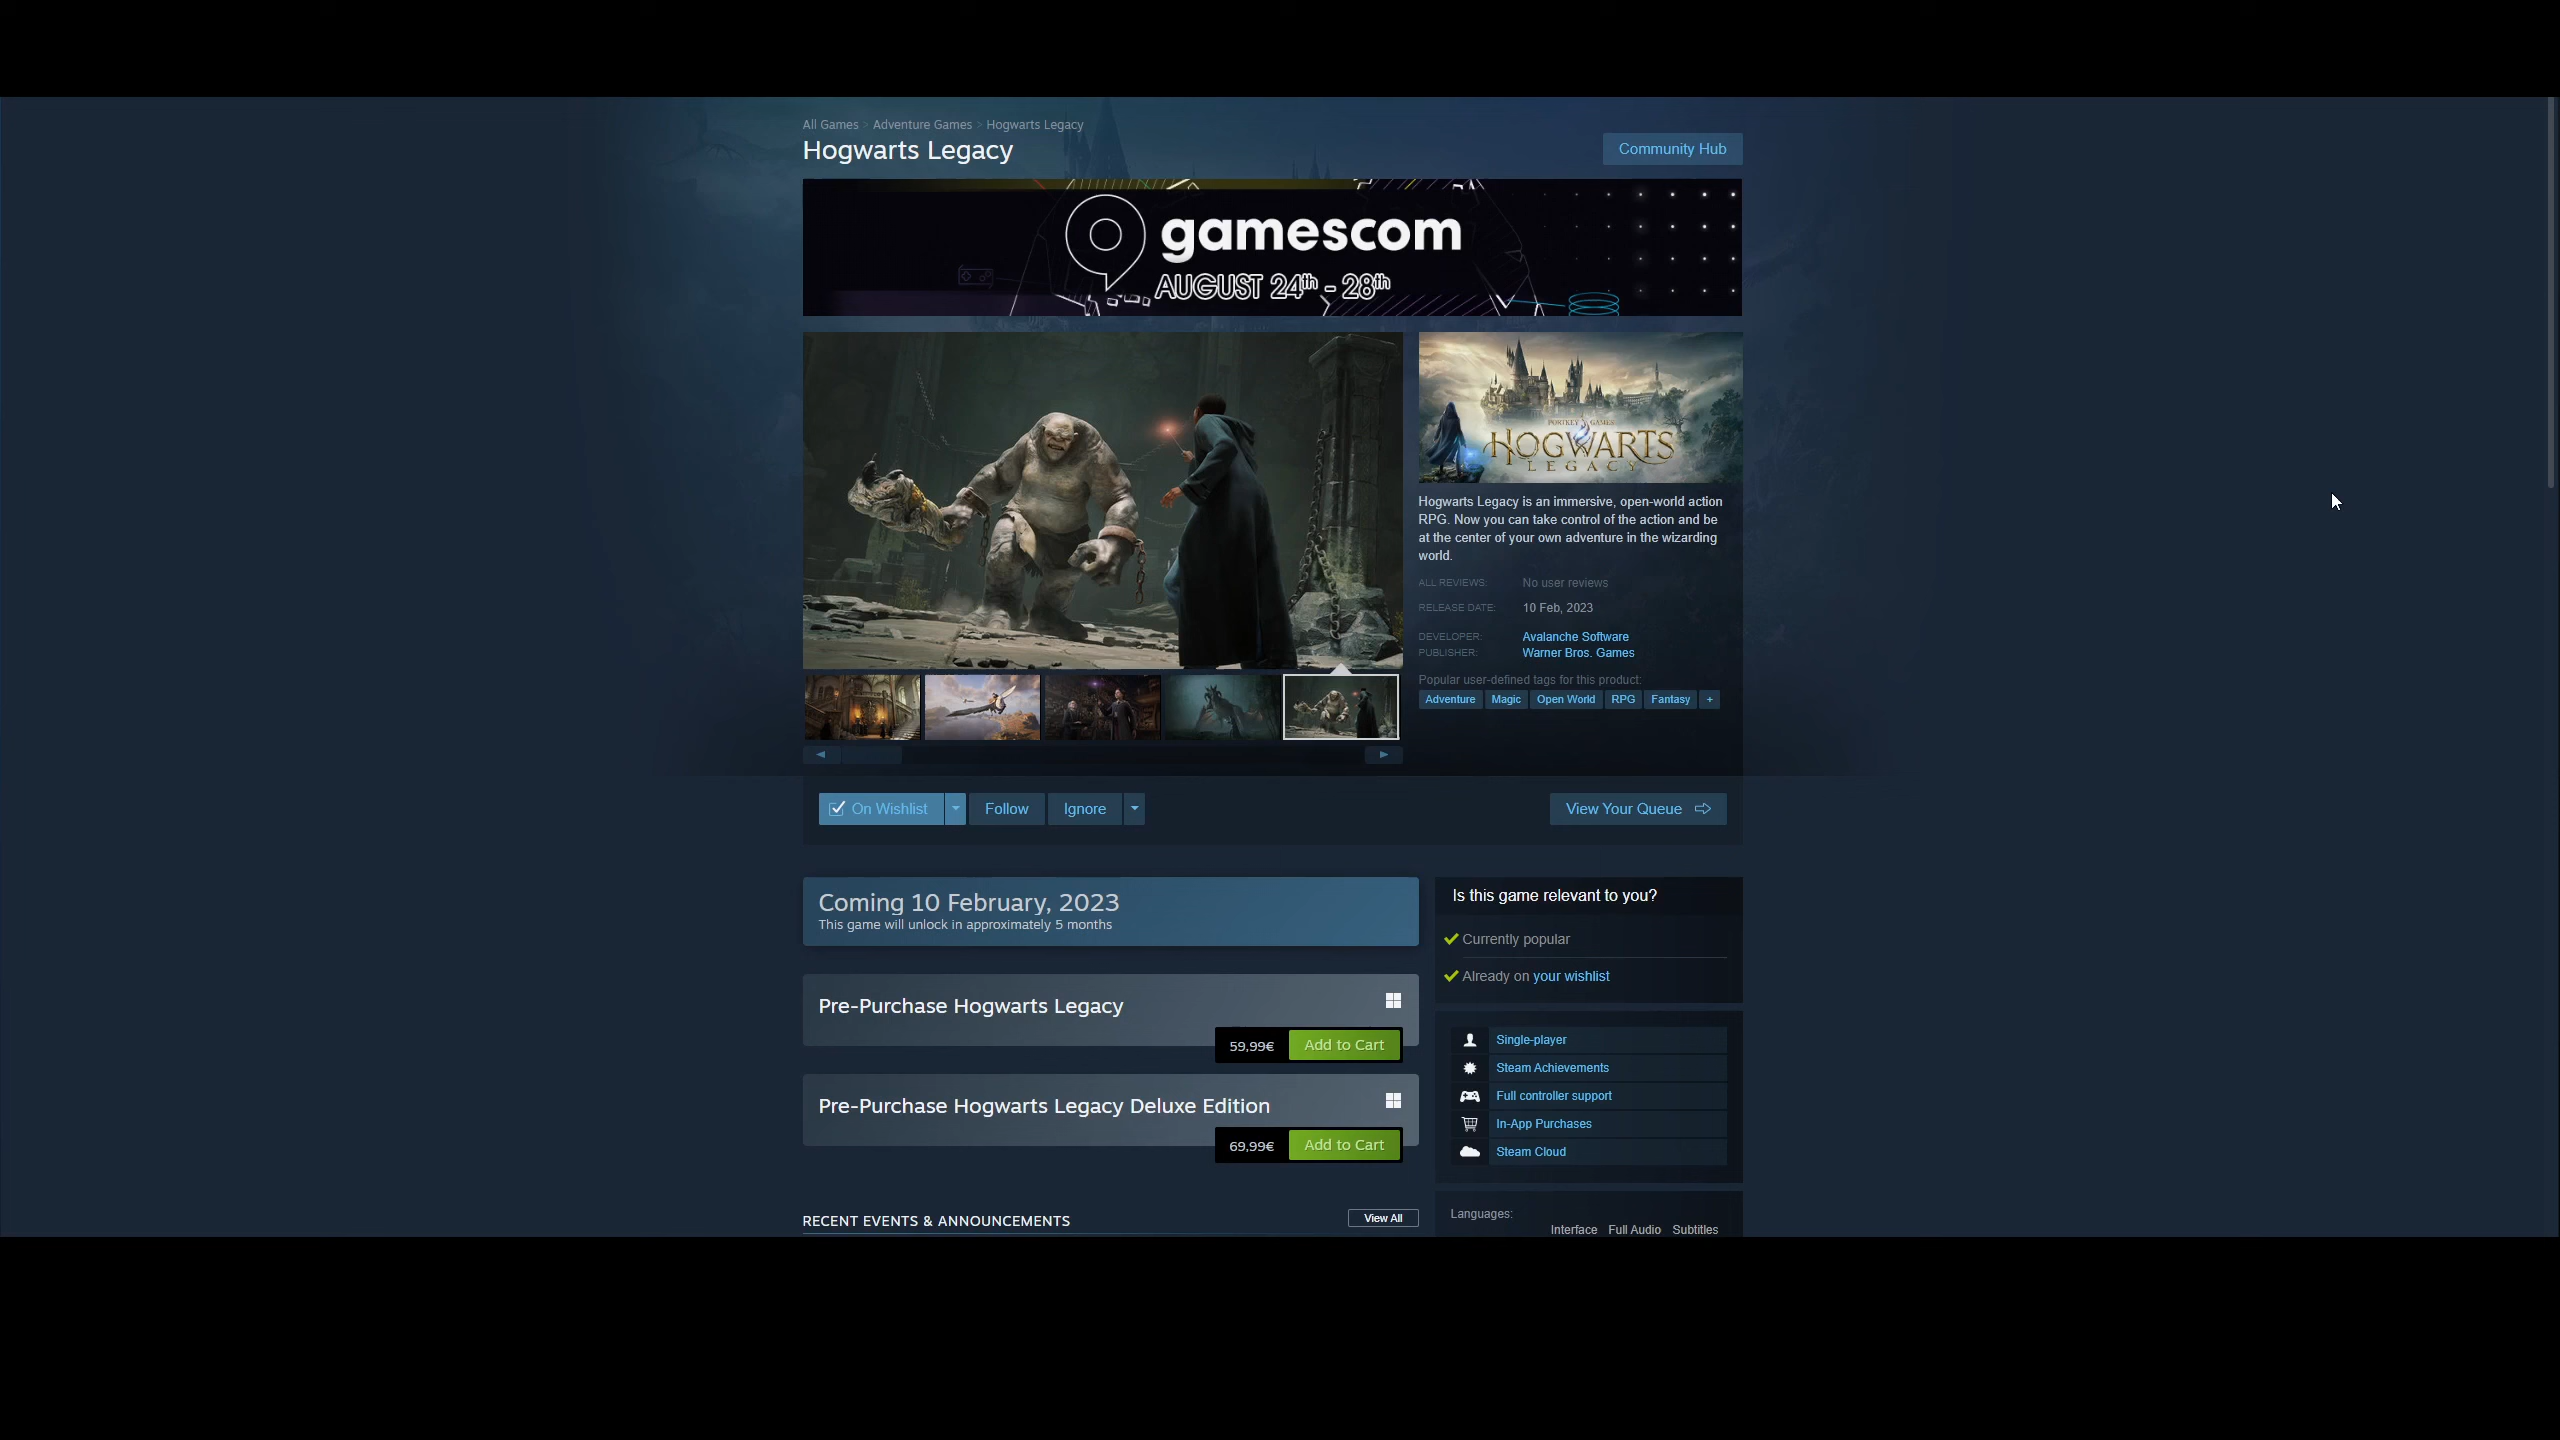 All Games > Adventure Games > Hogwarts Legacy
Hogwarts Legacy
Community Hub
gamescom
AUGUST 24th - 28th
PORTKEY GAMES
HOGWARTS
LEGACY
Hogwarts Legacy is an immersive, open-world action
RPG. Now you can take control of the action and be
at the center of your own adventure in the wizarding
world.
ALL REVIEWS: No user reviews
RELEASE DATE: 10 Feb, 2023
DEVELOPER: Avalanche Software
PUBLISHER: Warner Bros. Games
Popular user-defined tags for this product:
Adventure Magic Open World RPG Fantasy +
On Wishlist Follow Ignore View Your Queue
Coming 10 February, 2023
This game will unlock in approximately 5 months
Pre-Purchase Hogwarts Legacy
59,99€ Add to Cart
Pre-Purchase Hogwarts Legacy Deluxe Edition
69,99€ Add to Cart
RECENT EVENTS & ANNOUNCEMENTS View All
Is this game relevant to you?
Currently popular
Already on your wishlist
Single-player
Steam Achievements
Full controller support
In-App Purchases
Steam Cloud
Languages:
Interface Full Audio Subtitles